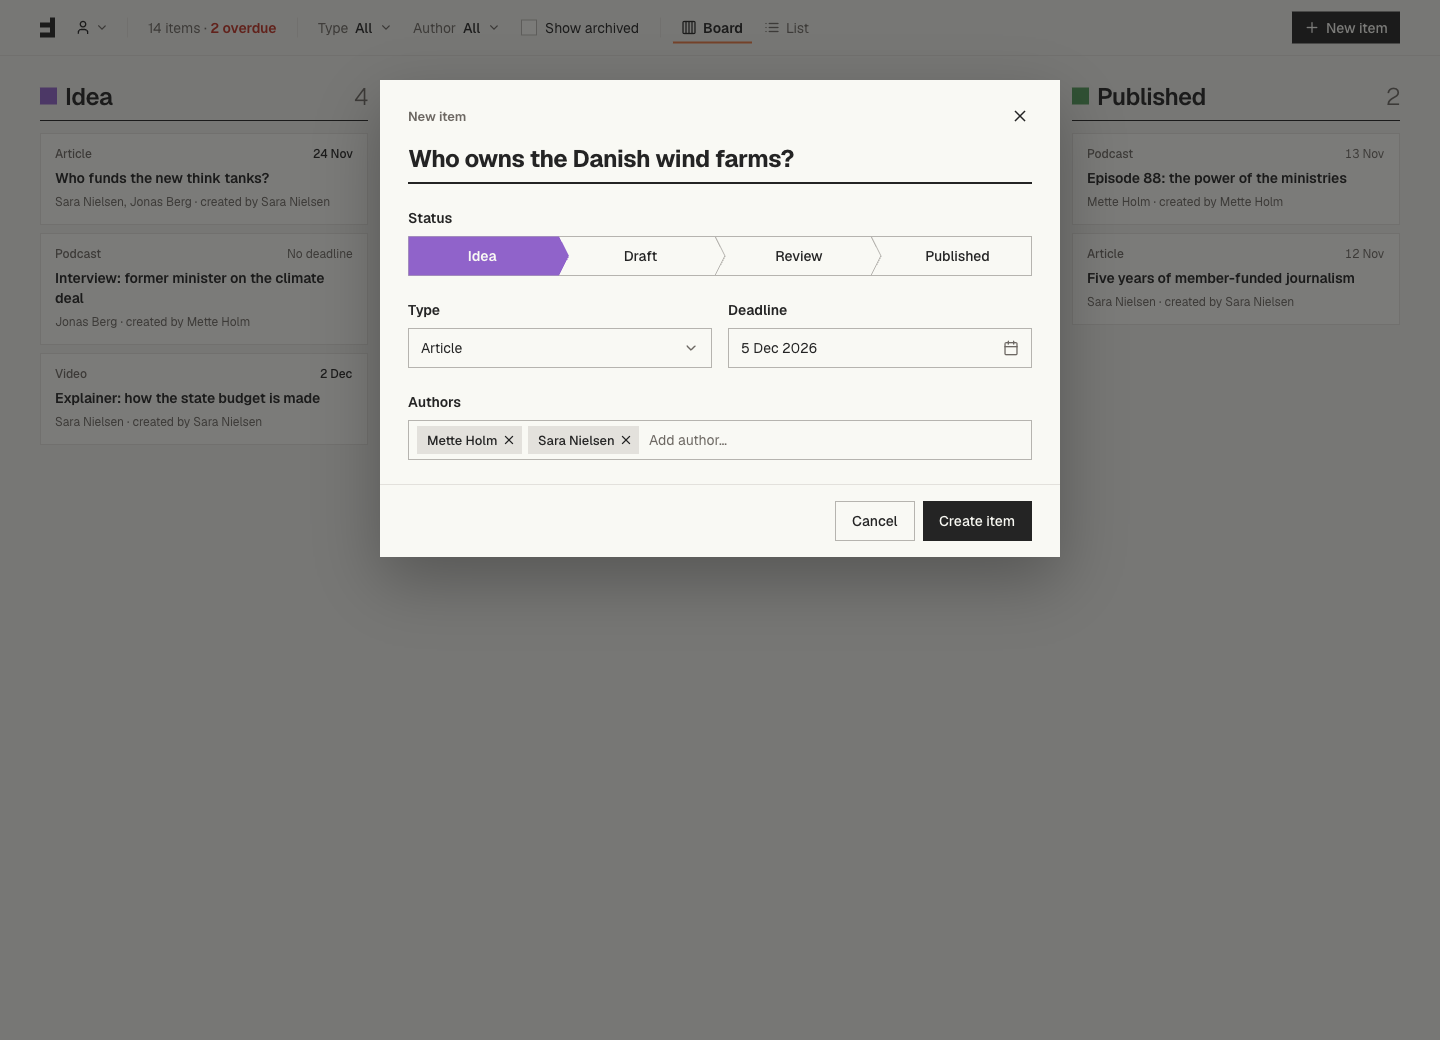 14 items · 2 overdue
Type All
Author All
Show archived
Board
List
New item
Idea 4
Article 24 Nov
Who funds the new think tanks?
Sara Nielsen, Jonas Berg · created by Sara Nielsen
Podcast No deadline
Interview: former minister on the climate
deal
Jonas Berg · created by Mette Holm
Video 2 Dec
Explainer: how the state budget is made
Sara Nielsen · created by Sara Nielsen
New item
Who owns the Danish wind farms?
Status
Idea Draft Review Published
Type Deadline
Article 5 Dec 2026
Authors
Mette Holm Sara Nielsen Add author...
Cancel Create item
Published 2
Podcast 13 Nov
Episode 88: the power of the ministries
Mette Holm · created by Mette Holm
Article 12 Nov
Five years of member-funded journalism
Sara Nielsen · created by Sara Nielsen